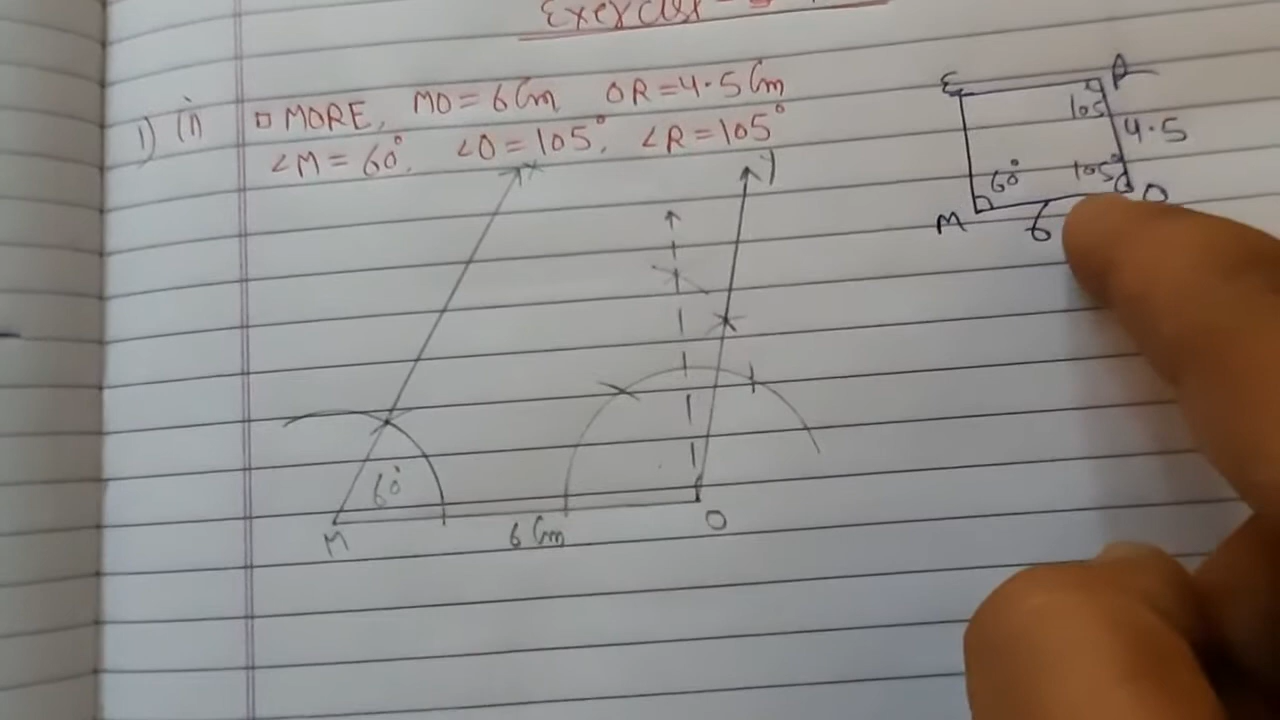 Exercise
1) (i) □ MORE, MO = 6 Cm OR = 4.5 Cm
∠M = 60°. ∠O = 105°. ∠R = 105°
E R
105
4.5
60° 105°
M 6 O
60°
M 6 Cm O